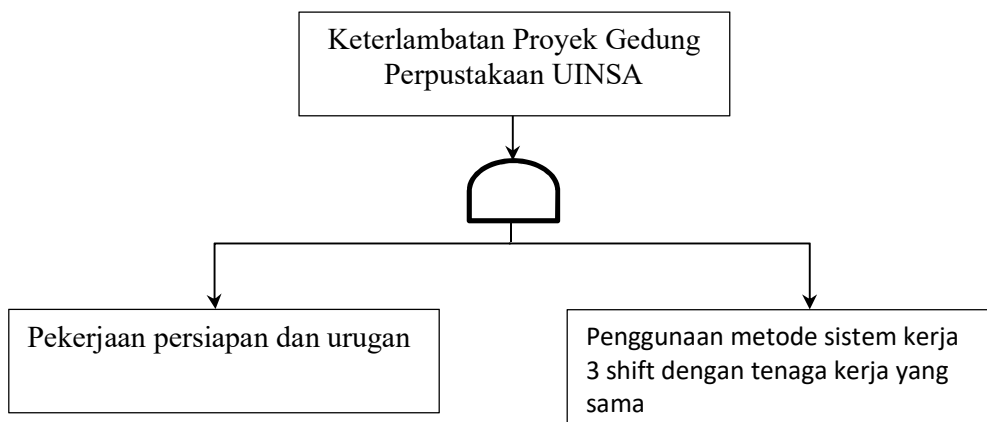 Keterlambatan Proyek Gedung
Perpustakaan UINSA
Pekerjaan persiapan dan urugan
Penggunaan metode sistem kerja
3 shift dengan tenaga kerja yang
sama